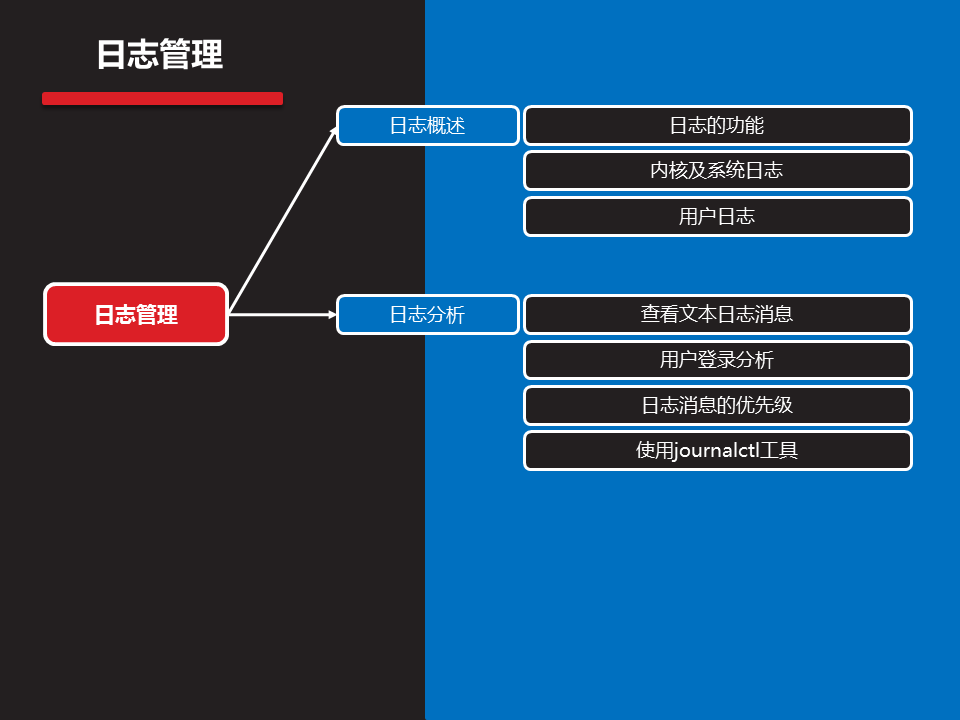 日志管理
日志概述
日志的功能
内核及系统日志
用户日志
日志管理
日志分析
查看文本日志消息
用户登录分析
日志消息的优先级
使用journalctl工具